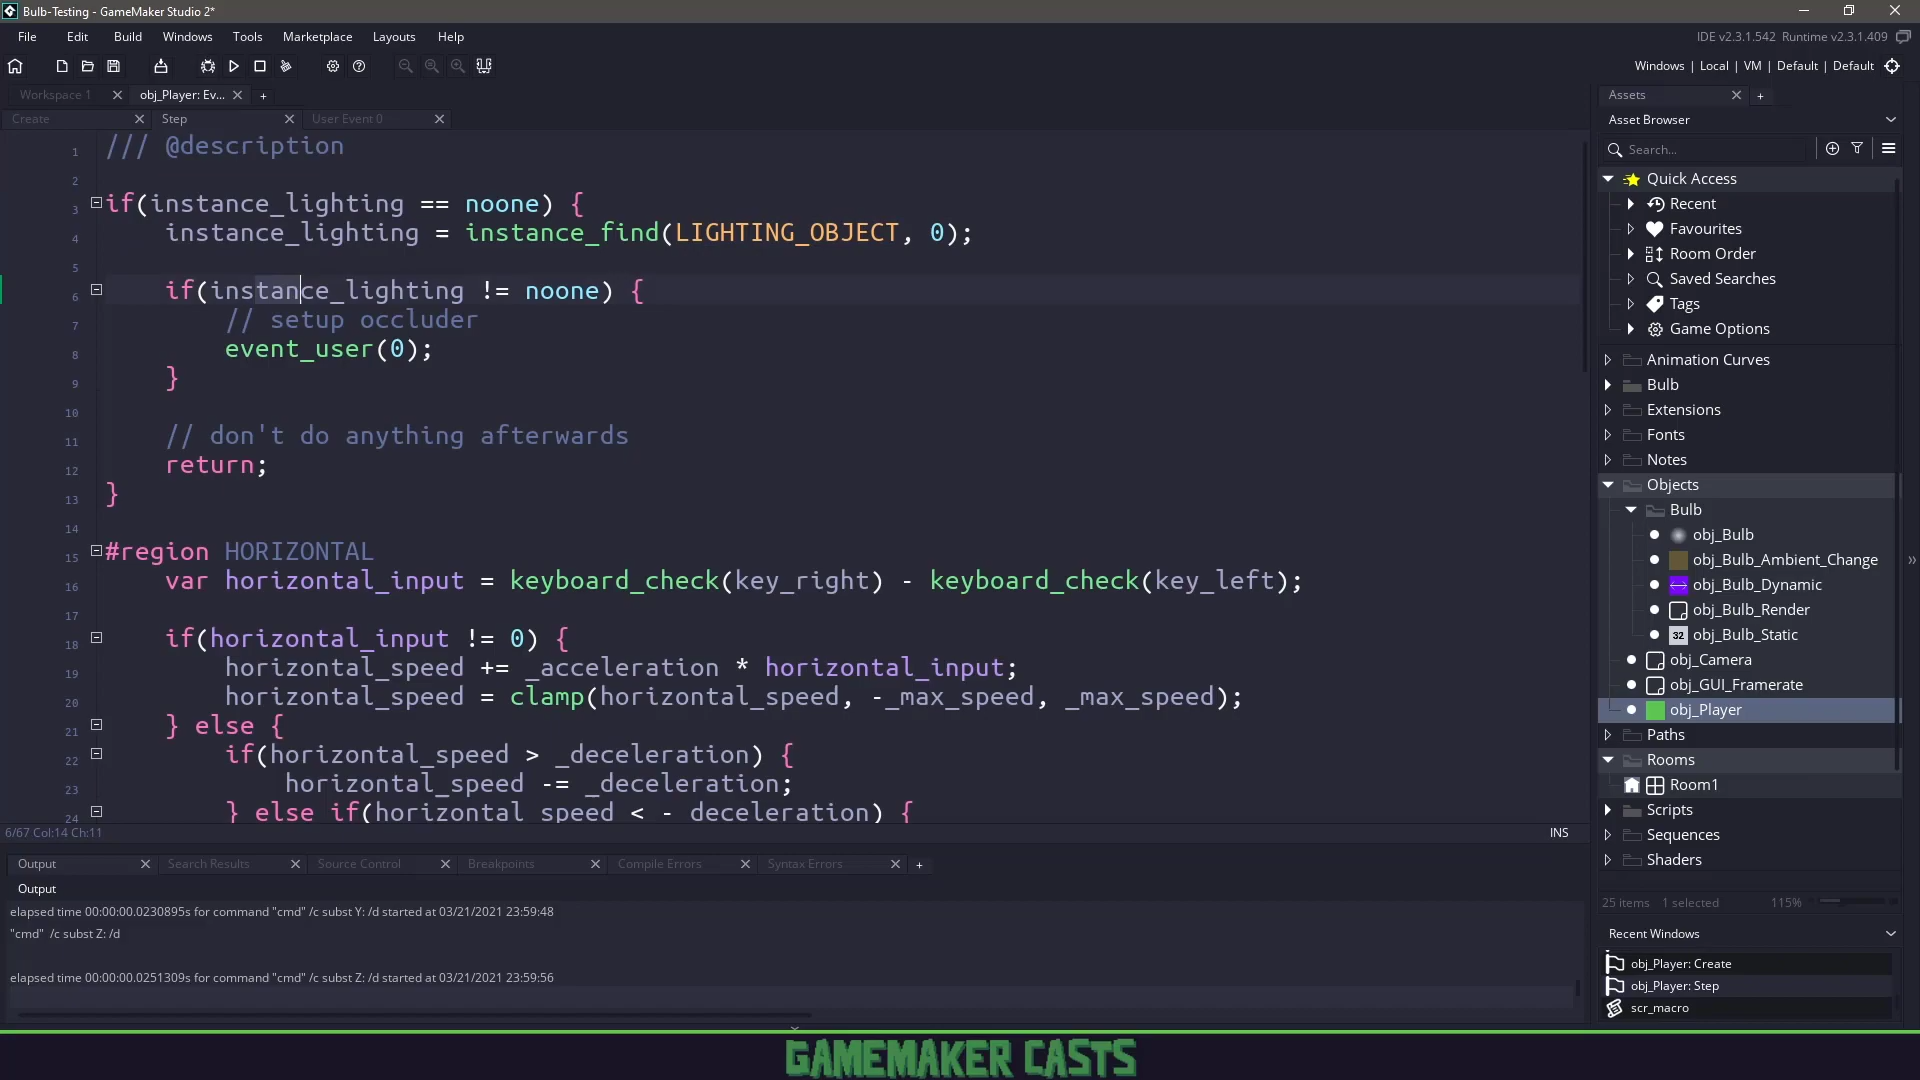 Bulb-Testing - GameMaker Studio 2*
File Edit Build Windows Tools Marketplace Layouts Help
IDE v2.3.1.542 Runtime v2.3.1.409
Windows | Local | VM | Default | Default
Workspace 1 obj_Player: Ev...
Create Step User Event 0
1 /// @description
2
3 if(instance_lighting == noone) {
4 instance_lighting = instance_find(LIGHTING_OBJECT, 0);
5
6 if(instance_lighting != noone) {
7 // setup occluder
8 event_user(0);
9 }
10
11 // don't do anything afterwards
12 return;
13 }
14
15 #region HORIZONTAL
16 var horizontal_input = keyboard_check(key_right) - keyboard_check(key_left);
17
18 if(horizontal_input != 0) {
19 horizontal_speed += _acceleration * horizontal_input;
20 horizontal_speed = clamp(horizontal_speed, -_max_speed, _max_speed);
21 } else {
22 if(horizontal_speed > _deceleration) {
23 horizontal_speed -= _deceleration;
24 } else if(horizontal_speed < -_deceleration) {
6/67 Col:14 Ch:11 INS
Output Search Results Source Control Breakpoints Compile Errors Syntax Errors
Output
elapsed time 00:00:00.0230895s for command "cmd" /c subst Y: /d started at 03/21/2021 23:59:48
"cmd" /c subst Z: /d
elapsed time 00:00:00.0251309s for command "cmd" /c subst Z: /d started at 03/21/2021 23:59:56
Assets
Asset Browser
Search...
Quick Access
Recent
Favourites
Room Order
Saved Searches
Tags
Game Options
Animation Curves
Bulb
Extensions
Fonts
Notes
Objects
Bulb
obj_Bulb
obj_Bulb_Ambient_Change
obj_Bulb_Dynamic
obj_Bulb_Render
32 obj_Bulb_Static
obj_Camera
obj_GUI_Framerate
obj_Player
Paths
Rooms
Room1
Scripts
Sequences
Shaders
25 items 1 selected 115%
Recent Windows
obj_Player: Create
obj_Player: Step
scr_macro
GAMEMAKER CASTS